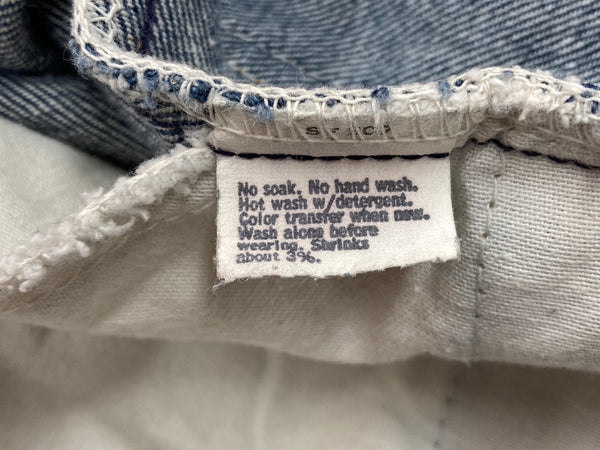 No soak. No hand wash.
Hot wash w/detergent.
Color transfer when new.
Wash alone before
wearing. Shrinks
about 3%.